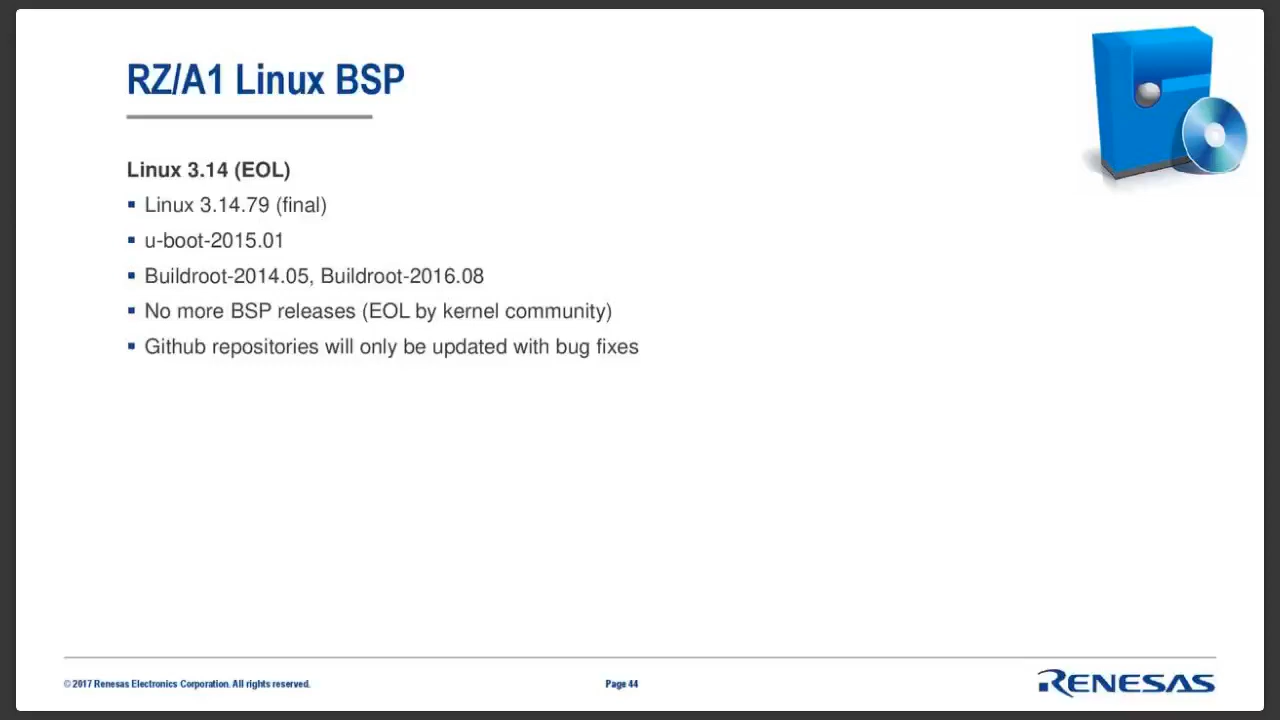 RZ/A1 Linux BSP
Linux 3.14 (EOL)
▪ Linux 3.14.79 (final)
▪ u-boot-2015.01
▪ Buildroot-2014.05, Buildroot-2016.08
▪ No more BSP releases (EOL by kernel community)
▪ Github repositories will only be updated with bug fixes
© 2017 Renesas Electronics Corporation. All rights reserved.
Page 44
RENESAS